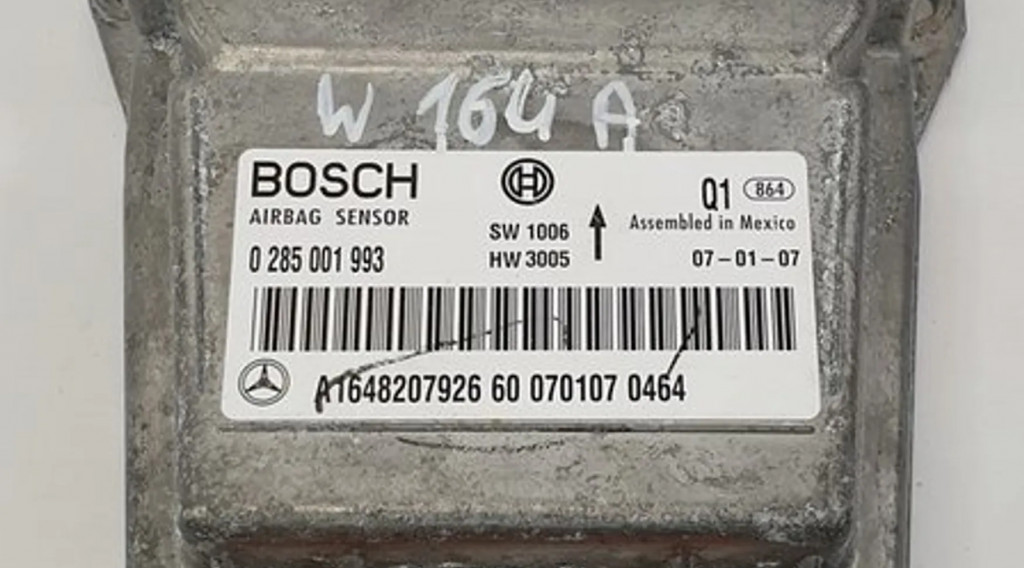 W 164 A
BOSCH
AIRBAG SENSOR
0 285 001 993
SW 1006
HW 3005
Q1 864
Assembled in Mexico
07-01-07
A1648207926 60 070107 0464